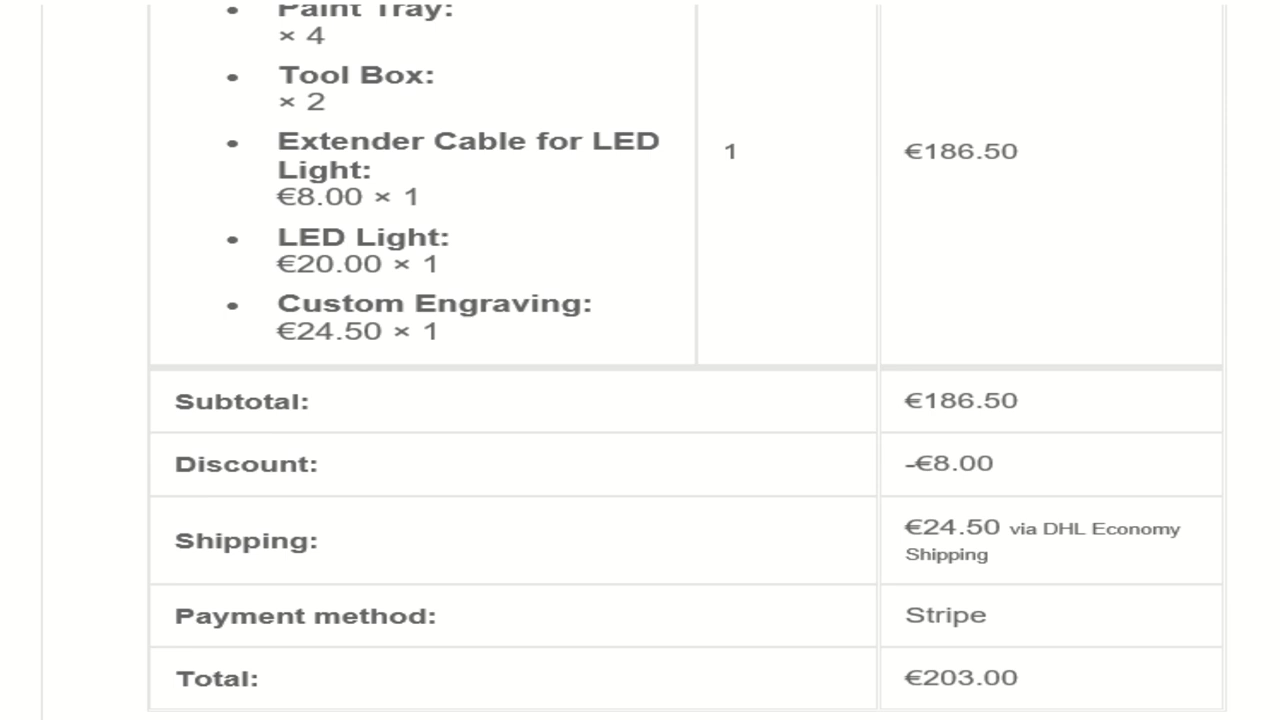 Paint Tray:
× 4
Tool Box:
× 2
Extender Cable for LED
Light:
€8.00 × 1
LED Light:
€20.00 × 1
Custom Engraving:
€24.50 × 1
1
€186.50
Subtotal:
€186.50
Discount:
-€8.00
Shipping:
€24.50 via DHL Economy
Shipping
Payment method:
Stripe
Total:
€203.00